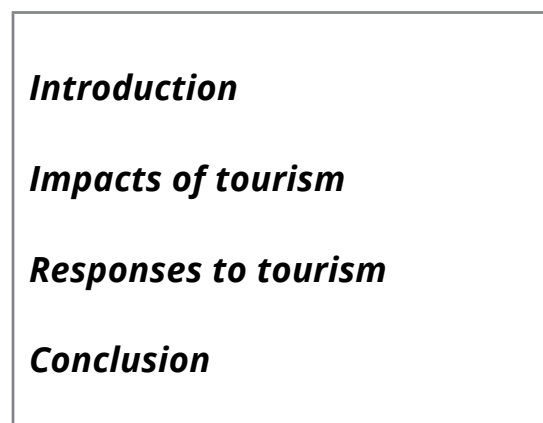 Introduction
Impacts of tourism
Responses to tourism
Conclusion